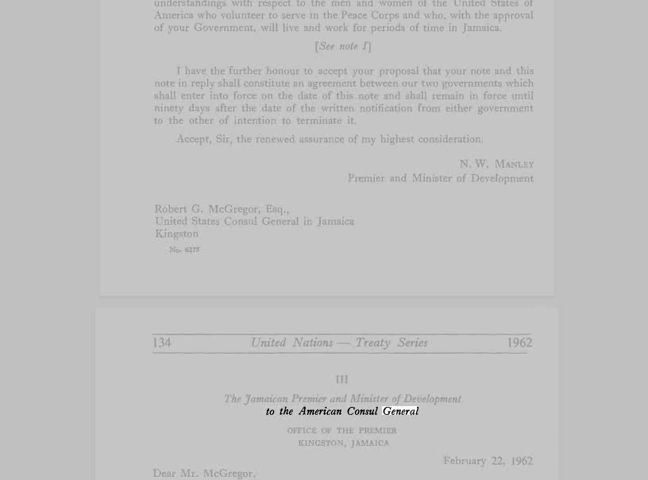 understandings with respect to the men and women of the United States of
America who volunteer to serve in the Peace Corps and who, with the approval
of your Government, will live and work for periods of time in Jamaica.
[See note I]
I have the further honour to accept your proposal that your note and this
note in reply shall constitute an agreement between our two governments which
shall enter into force on the date of this note and shall remain in force until
ninety days after the date of the written notification from either government
to the other of intention to terminate it.
Accept, Sir, the renewed assurance of my highest consideration.
N. W. MANLEY
Premier and Minister of Development
Robert G. McGregor, Esq.,
United States Consul General in Jamaica
Kingston
No. 6277
134 United Nations — Treaty Series 1962
III
The Jamaican Premier and Minister of Development
to the American Consul General
OFFICE OF THE PREMIER
KINGSTON, JAMAICA
February 22, 1962
Dear Mr. McGregor,